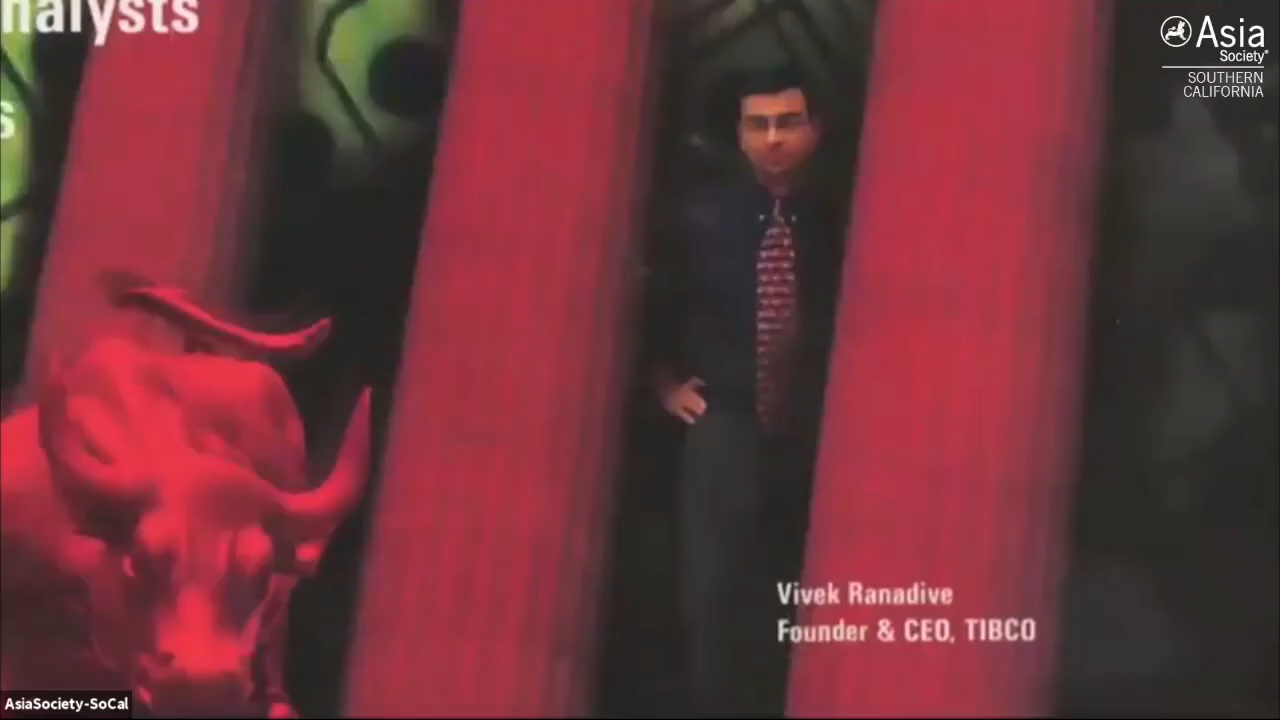 nalysts
s
Asia
Society
SOUTHERN
CALIFORNIA
Vivek Ranadive
Founder & CEO, TIBCO
AsiaSociety-SoCal